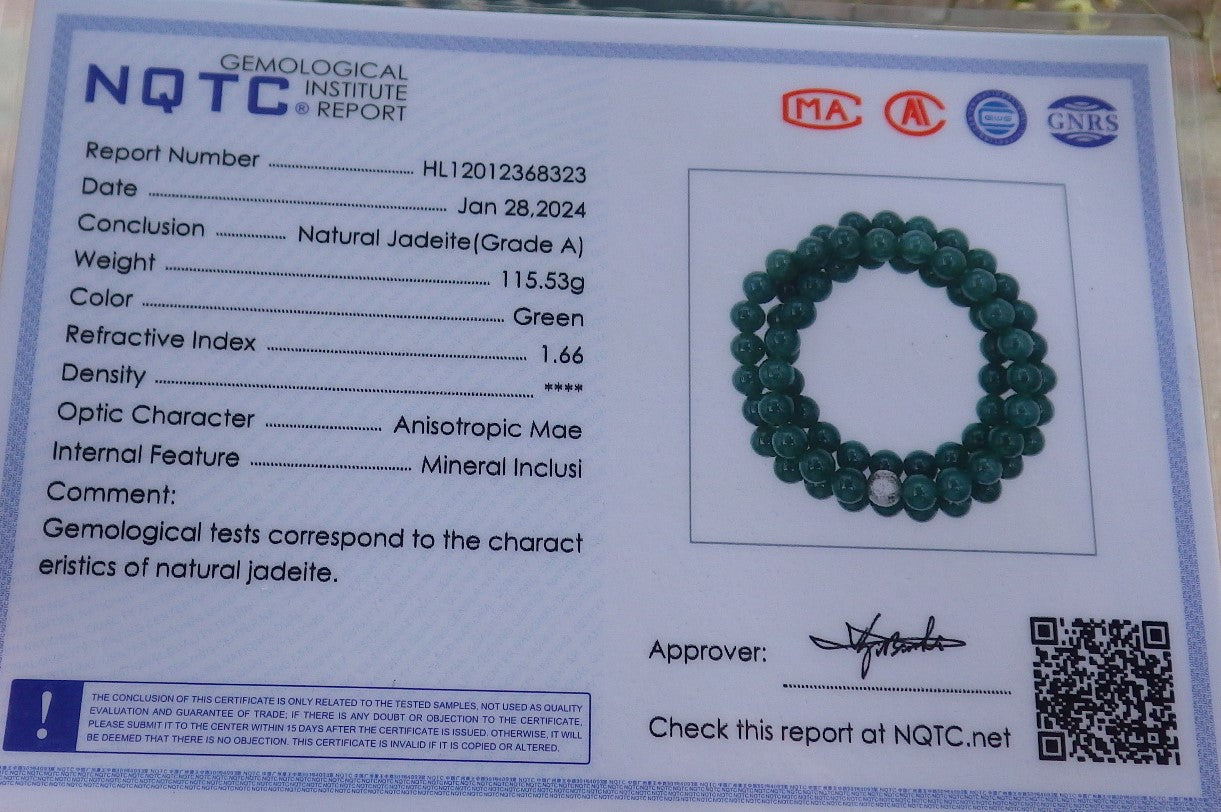 NQTC® GEMOLOGICAL INSTITUTE REPORT
MA
GNRS
Report Number HL12012368323
Date Jan 28,2024
Conclusion Natural Jadeite(Grade A)
Weight 115.53g
Color Green
Refractive Index 1.66
Density ****
Optic Character Anisotropic Mae
Internal Feature Mineral Inclusi
Comment:
Gemological tests correspond to the charact
eristics of natural jadeite.
Approver:
Check this report at NQTC.net
!
THE CONCLUSION OF THIS CERTIFICATE IS ONLY RELATED TO THE TESTED SAMPLES, NOT USED AS QUALITY
EVALUATION AND GUARANTEE OF TRADE; IF THERE IS ANY DOUBT OR OBJECTION TO THE CERTIFICATE,
PLEASE SUBMIT IT TO THE CENTER WITHIN 15 DAYS AFTER THE CERTIFICATE IS ISSUED. OTHERWISE, IT WILL
BE DEEMED THAT THERE IS NO OBJECTION. THIS CERTIFICATE IS INVALID IF IT IS COPIED OR ALTERED.